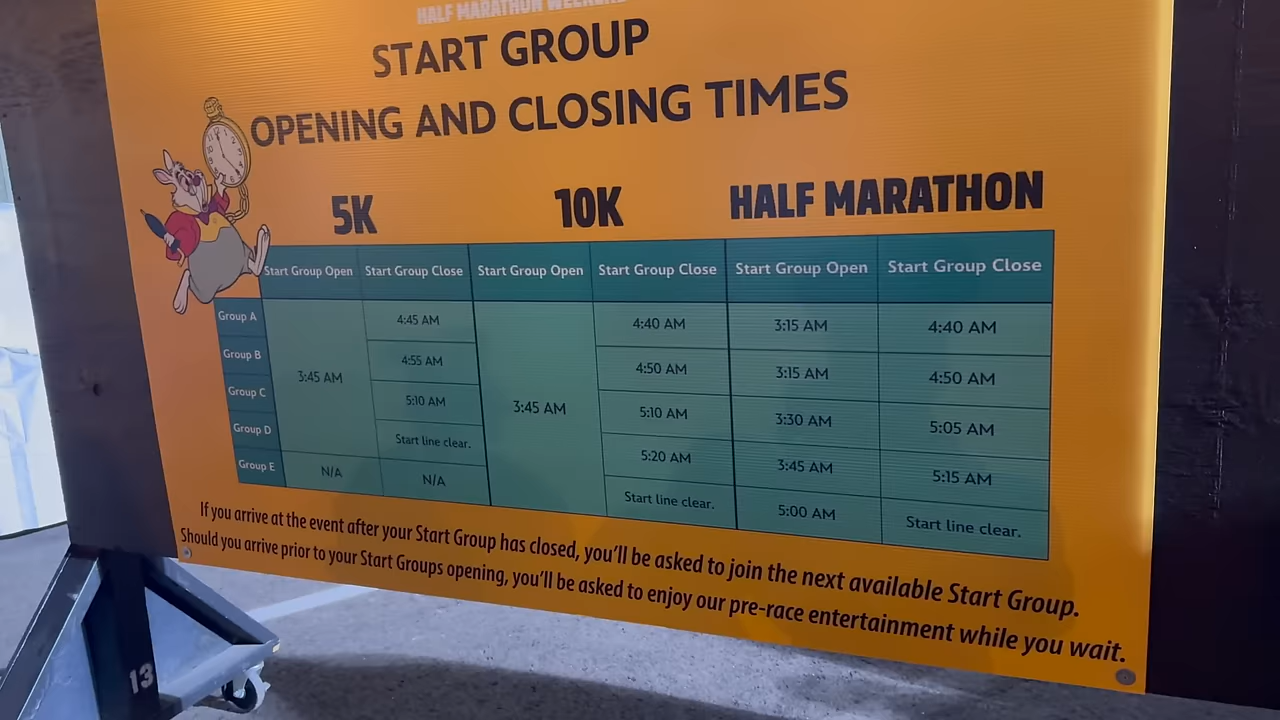 HALF MARATHON WEEKEND
START GROUP
OPENING AND CLOSING TIMES
5K 10K HALF MARATHON
Start Group Open Start Group Close Start Group Open Start Group Close Start Group Open Start Group Close
Group A 4:45 AM 4:40 AM 3:15 AM 4:40 AM
Group B 4:55 AM 4:50 AM 3:15 AM 4:50 AM
3:45 AM 3:45 AM
Group C 5:10 AM 5:10 AM 3:30 AM 5:05 AM
Group D Start line clear. 5:20 AM 3:45 AM 5:15 AM
Group E N/A N/A Start line clear. 5:00 AM Start line clear.
If you arrive at the event after your Start Group has closed, you'll be asked to join the next available Start Group.
Should you arrive prior to your Start Groups opening, you'll be asked to enjoy our pre-race entertainment while you wait.
13